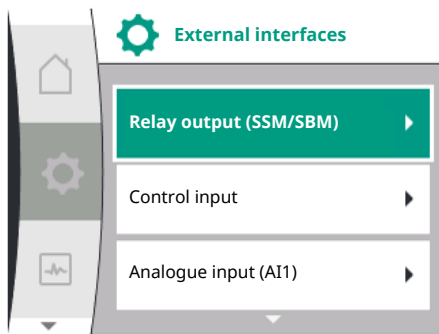 External interfaces
Relay output (SSM/SBM)
Control input
Analogue input (AI1)